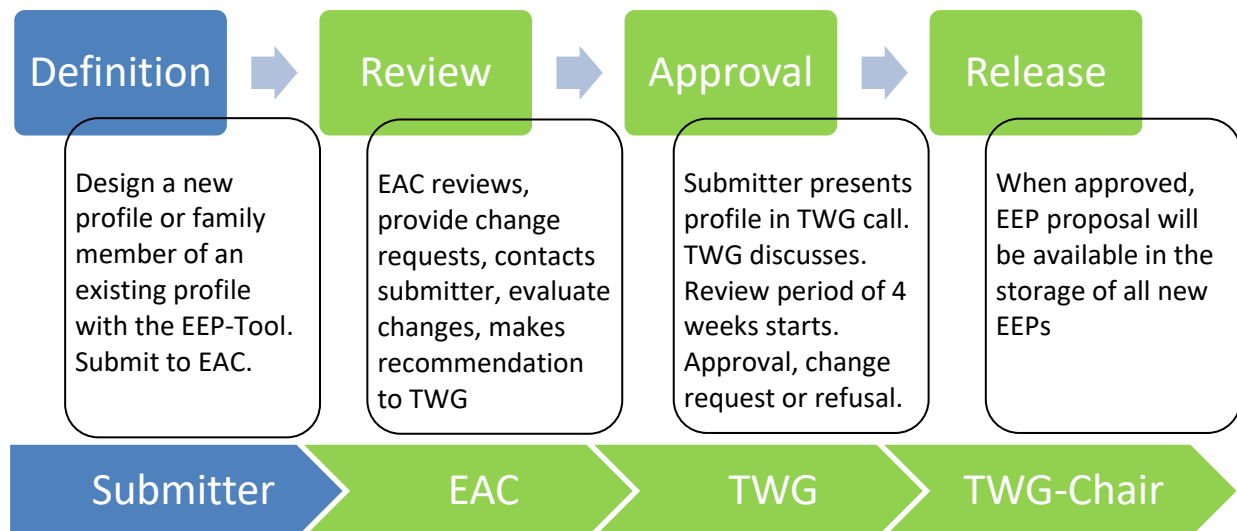 Definition
Review
Approval
Release
Design a new
profile or family
member of an
existing profile
with the EEP-Tool.
Submit to EAC.
EAC reviews,
provide change
requests, contacts
submitter, evaluate
changes, makes
recommendation
to TWG
Submitter presents
profile in TWG call.
TWG discusses.
Review period of 4
weeks starts.
Approval, change
request or refusal.
When approved,
EEP proposal will
be available in the
storage of all new
EEPs
Submitter
EAC
TWG
TWG-Chair